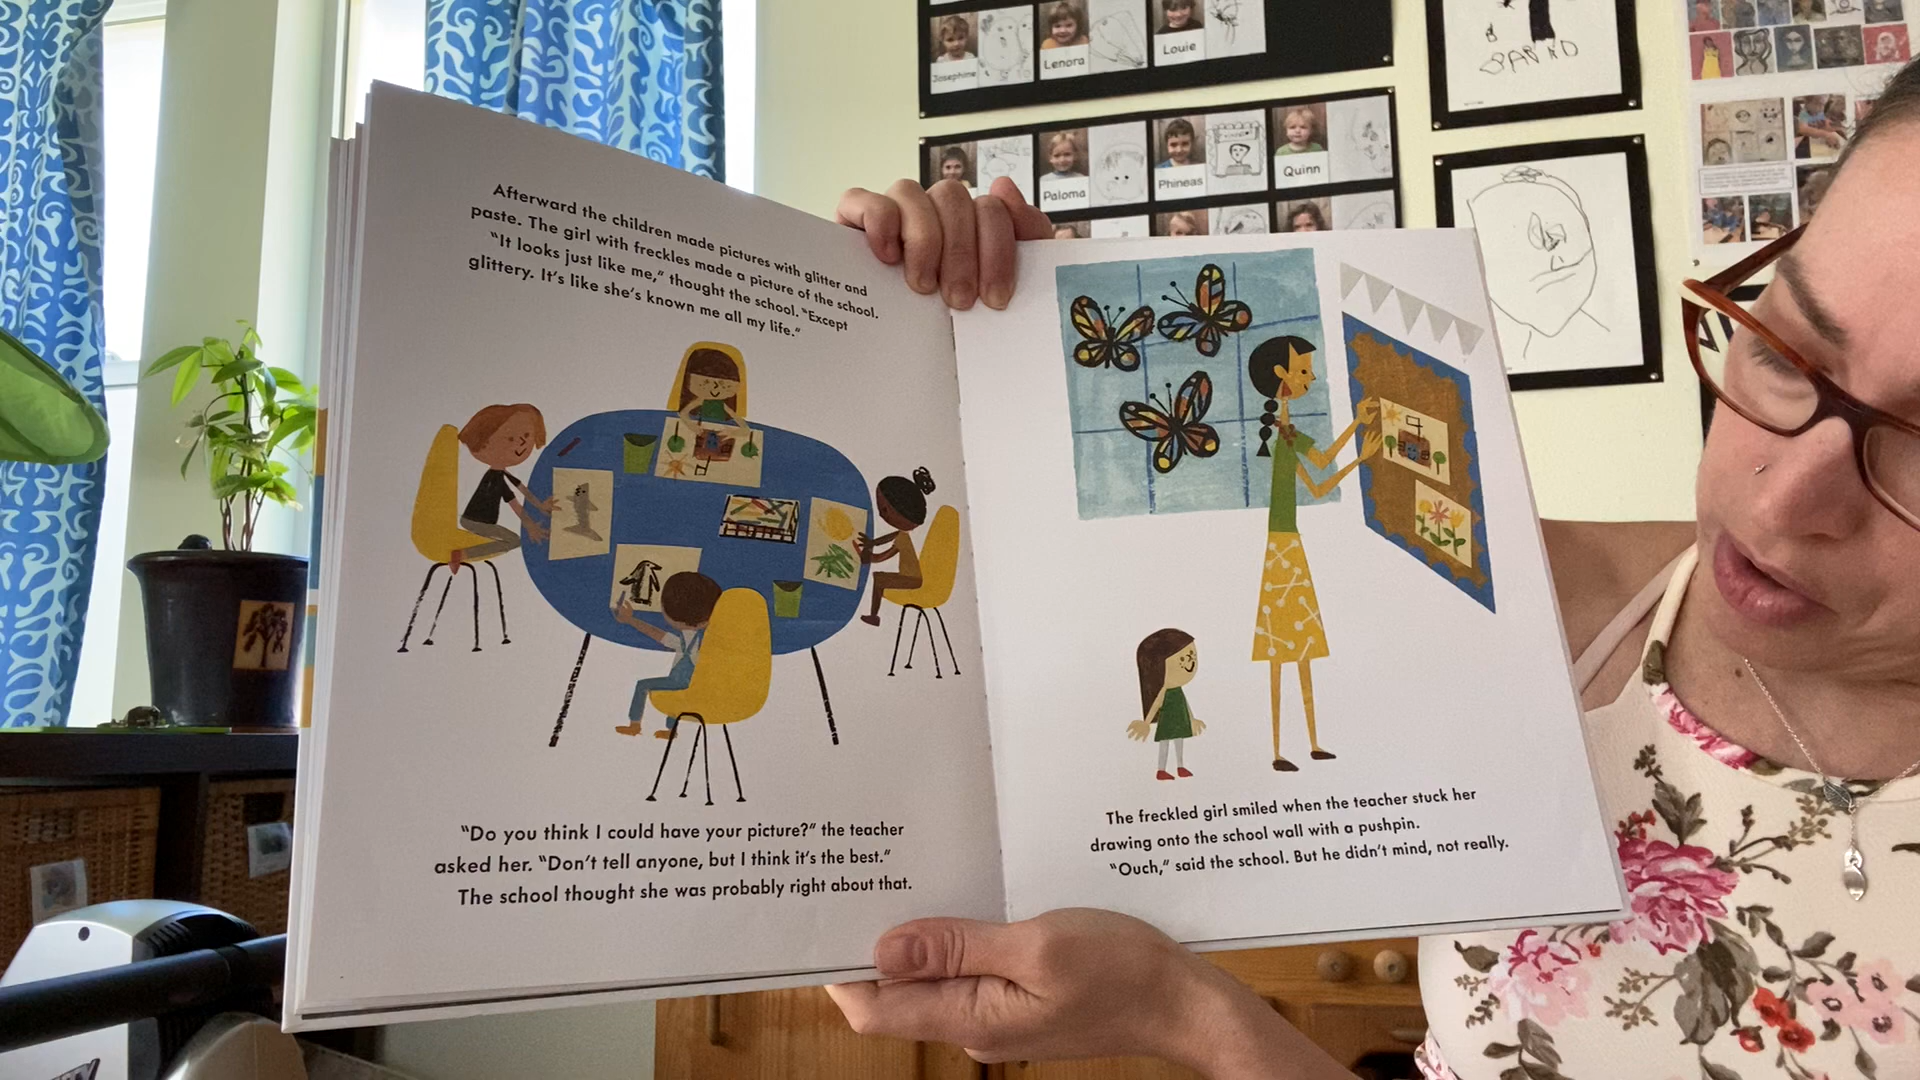 Josephine
Lenora
Louie
Paloma
Phineas
Quinn
Afterward the children made pictures with glitter and
paste. The girl with freckles made a picture of the school.
"It looks just like me," thought the school. "Except
glittery. It's like she's known me all my life."
"Do you think I could have your picture?" the teacher
asked her. "Don't tell anyone, but I think it's the best."
The school thought she was probably right about that.
The freckled girl smiled when the teacher stuck her
drawing onto the school wall with a pushpin.
"Ouch," said the school. But he didn't mind, not really.